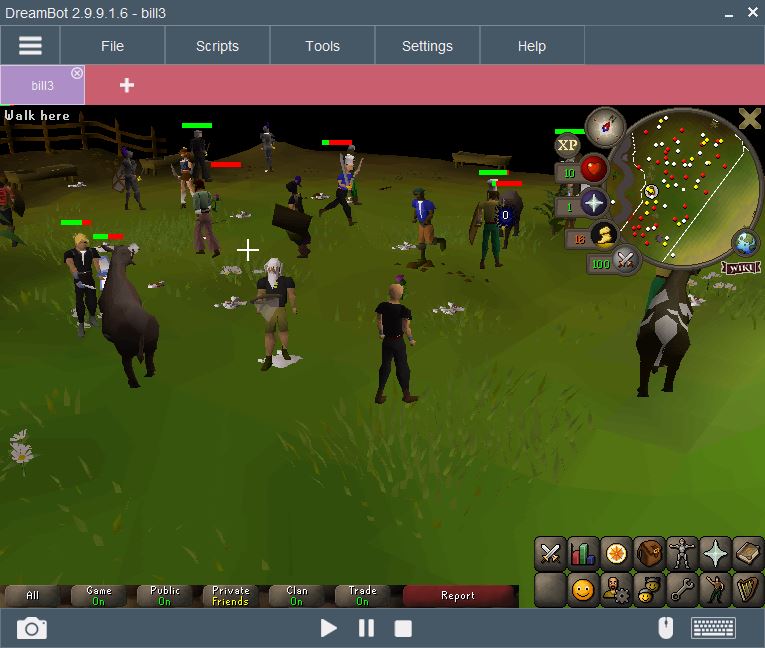 DreamBot 2.9.9.1.6 - bill3
File Scripts Tools Settings Help
bill3
Walk here
XP
10
1
16
100
WIKI
0
All
Game
On
Public
On
Private
Friends
Clan
On
Trade
On
Report